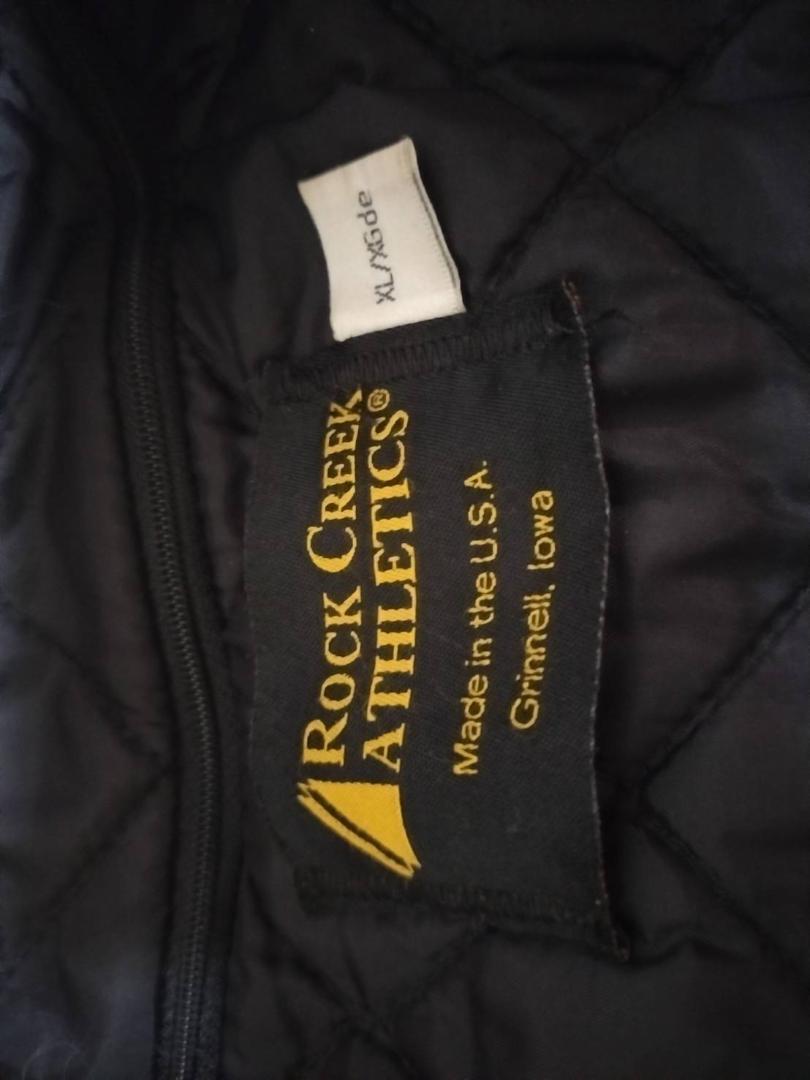 XL/XGde
ROCK CREEK
ATHLETICS®
Made in the U.S.A.
Grinnell, Iowa